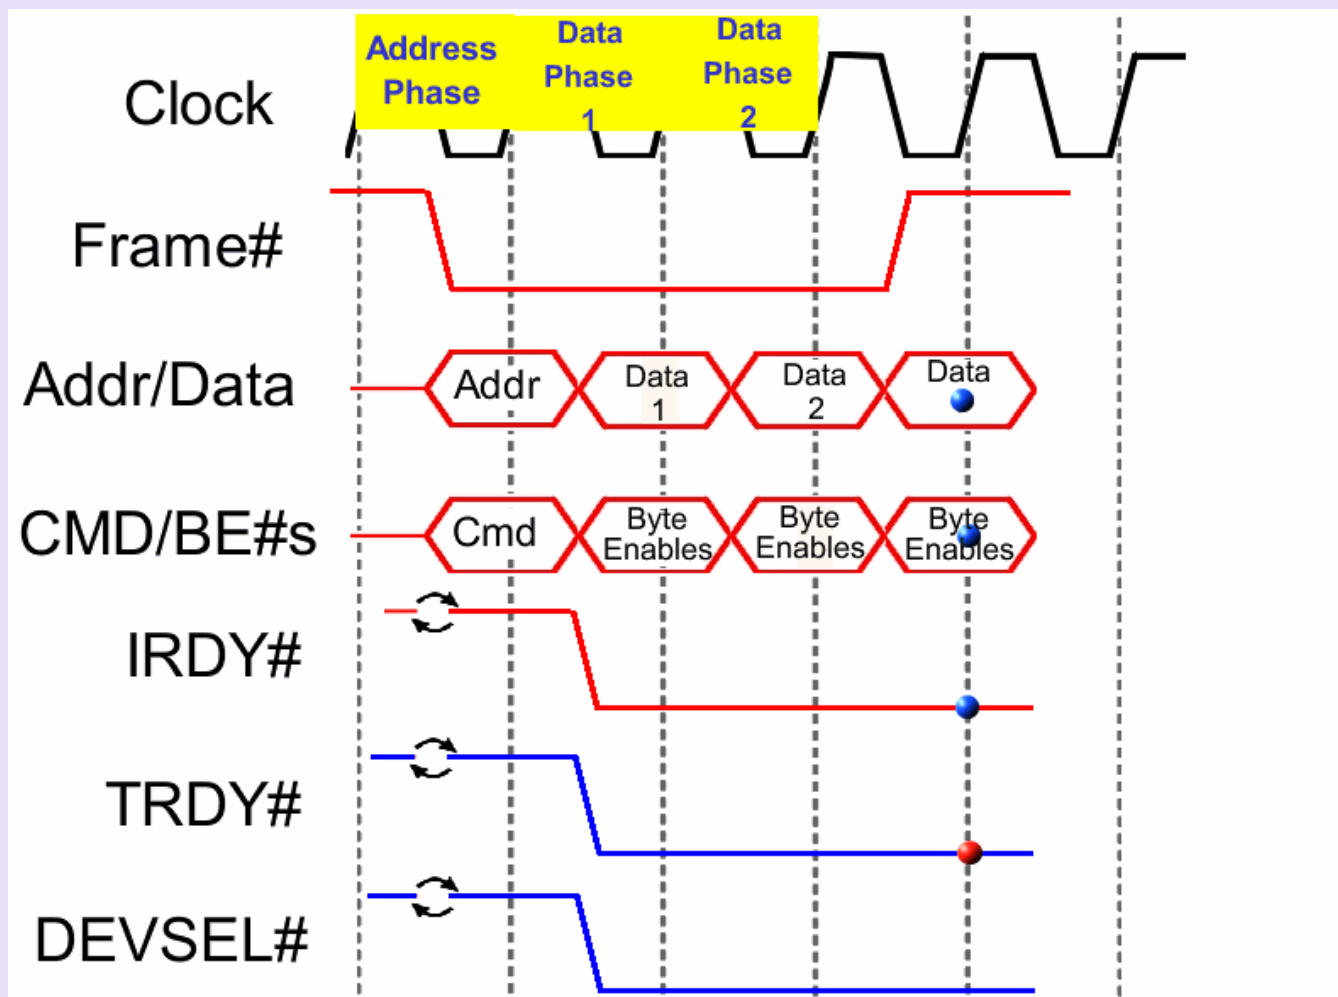 Address
Phase
Data
Phase
1
Data
Phase
2
Clock
Frame#
Addr/Data
Addr
Data
1
Data
2
Data
CMD/BE#s
Cmd
Byte
Enables
Byte
Enables
Byte
Enables
IRDY#
TRDY#
DEVSEL#